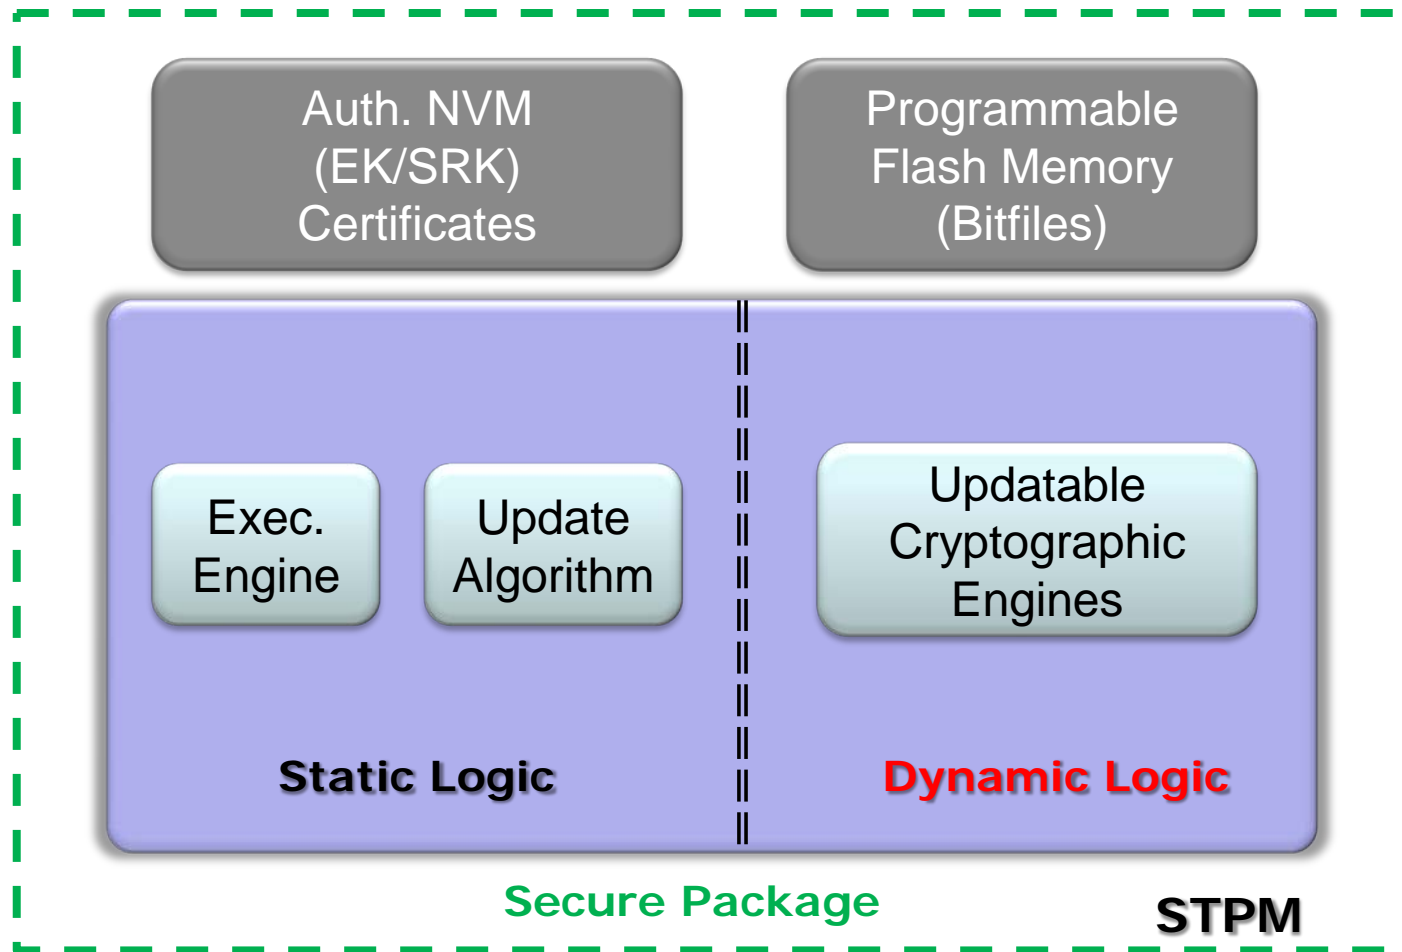 Auth. NVM
(EK/SRK)
Certificates
Programmable
Flash Memory
(Bitfiles)
Exec.
Engine
Update
Algorithm
Updatable
Cryptographic
Engines
Static Logic
Dynamic Logic
Secure Package
STPM